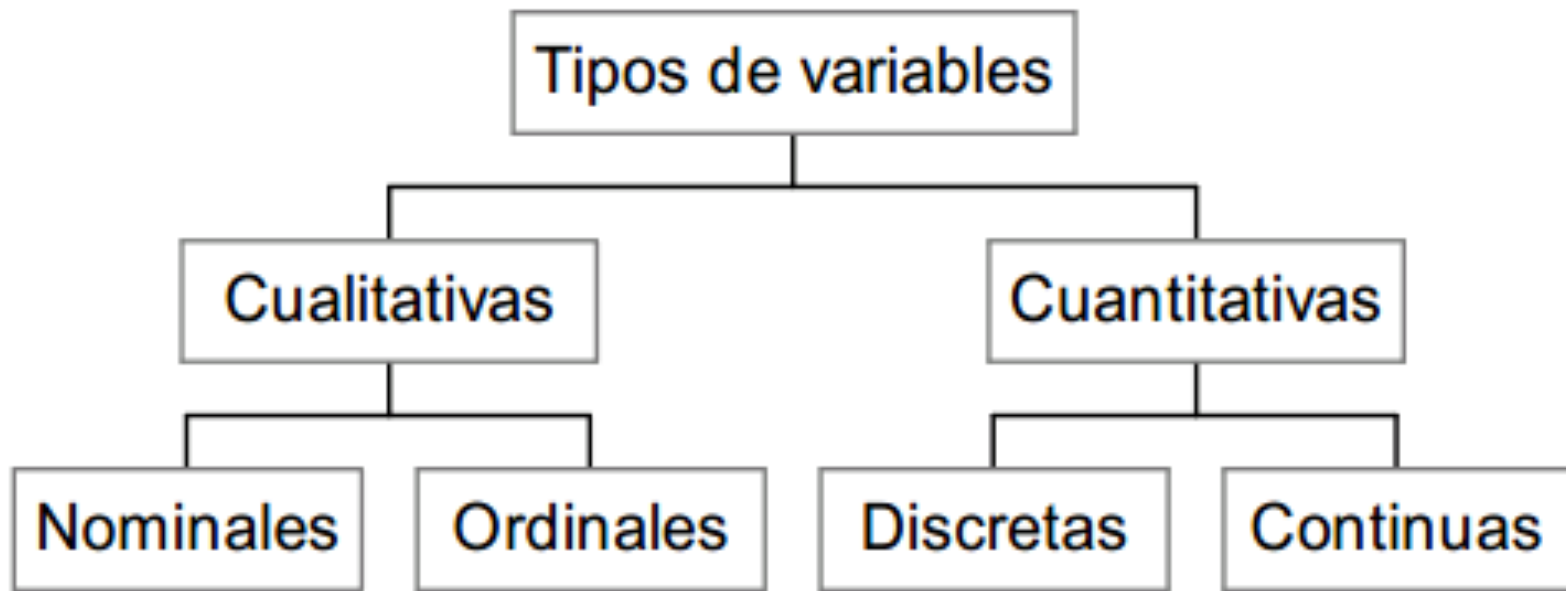 Tipos de variables
Cualitativas
Cuantitativas
Nominales
Ordinales
Discretas
Continuas